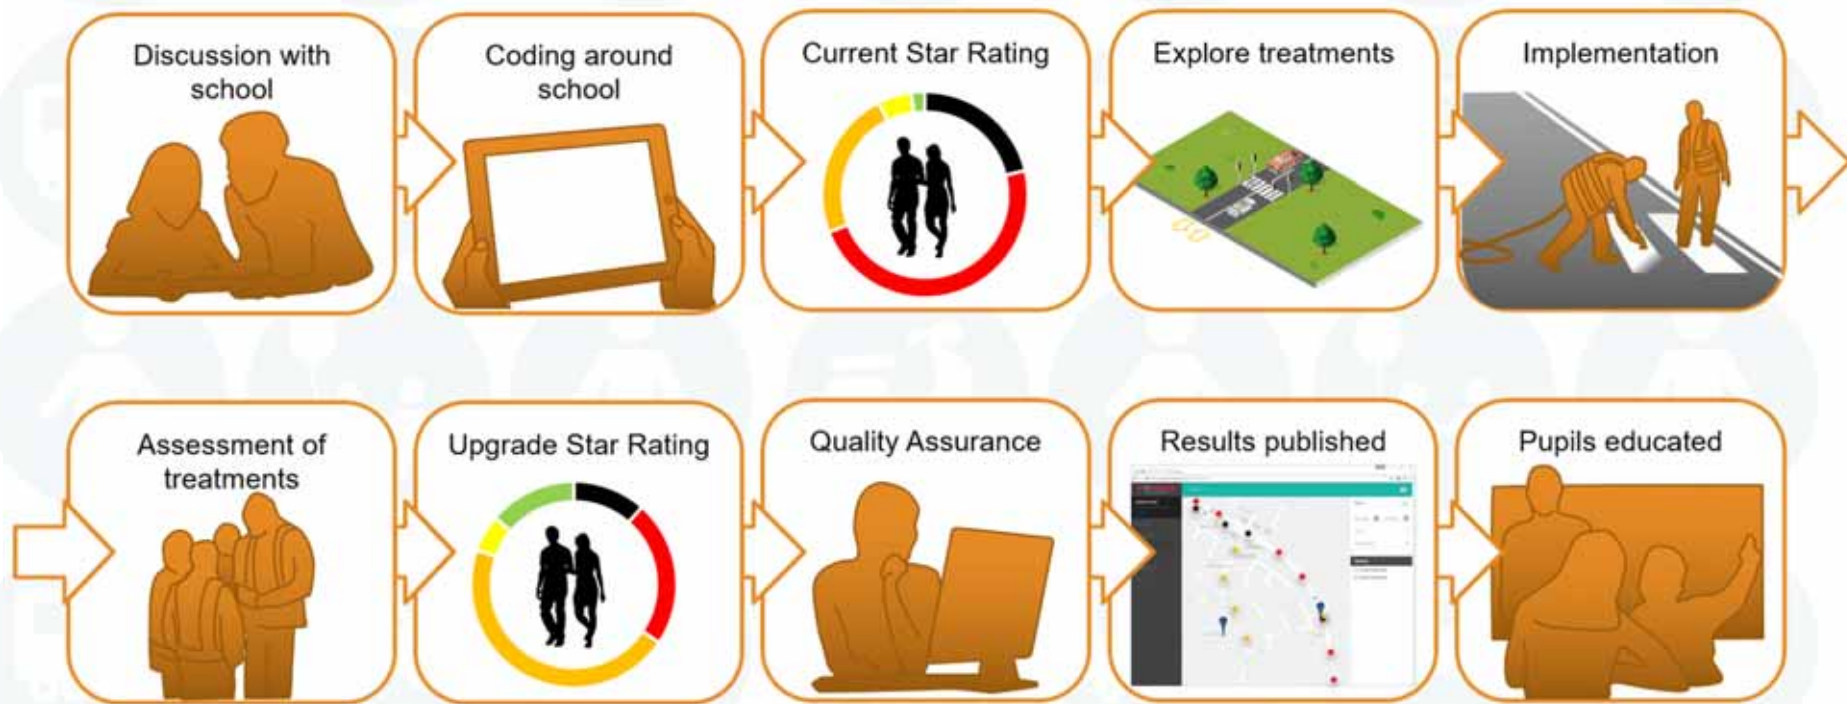 Discussion with
school
Coding around
school
Current Star Rating
Explore treatments
Implementation
Assessment of
treatments
Upgrade Star Rating
Quality Assurance
Results published
Pupils educated